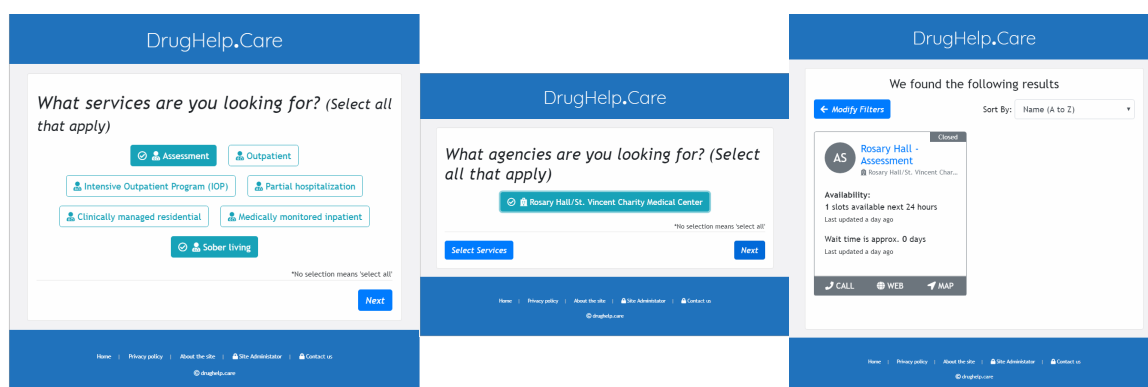 DrugHelp.Care
What services are you looking for? (Select all
that apply)
Assessment
Outpatient
Intensive Outpatient Program (IOP)
Partial hospitalization
Clinically managed residential
Medically monitored inpatient
Sober living
*No selection means 'select all'
Next
Home | Privacy policy | About the site | Site Administator | Contact us
© drughelp.care
DrugHelp.Care
What agencies are you looking for? (Select
all that apply)
Rosary Hall/St. Vincent Charity Medical Center
*No selection means 'select all'
Select Services
Next
Home | Privacy policy | About the site | Site Administator | Contact us
© drughelp.care
DrugHelp.Care
We found the following results
Modify Filters
Sort By: Name (A to Z)
Closed
AS
Rosary Hall -
Assessment
Rosary Hall/St. Vincent Char...
Availability:
1 slots available next 24 hours
Last updated a day ago
Wait time is approx. 0 days
Last updated a day ago
CALL WEB MAP
Home | Privacy policy | About the site | Site Administator | Contact us
© drughelp.care